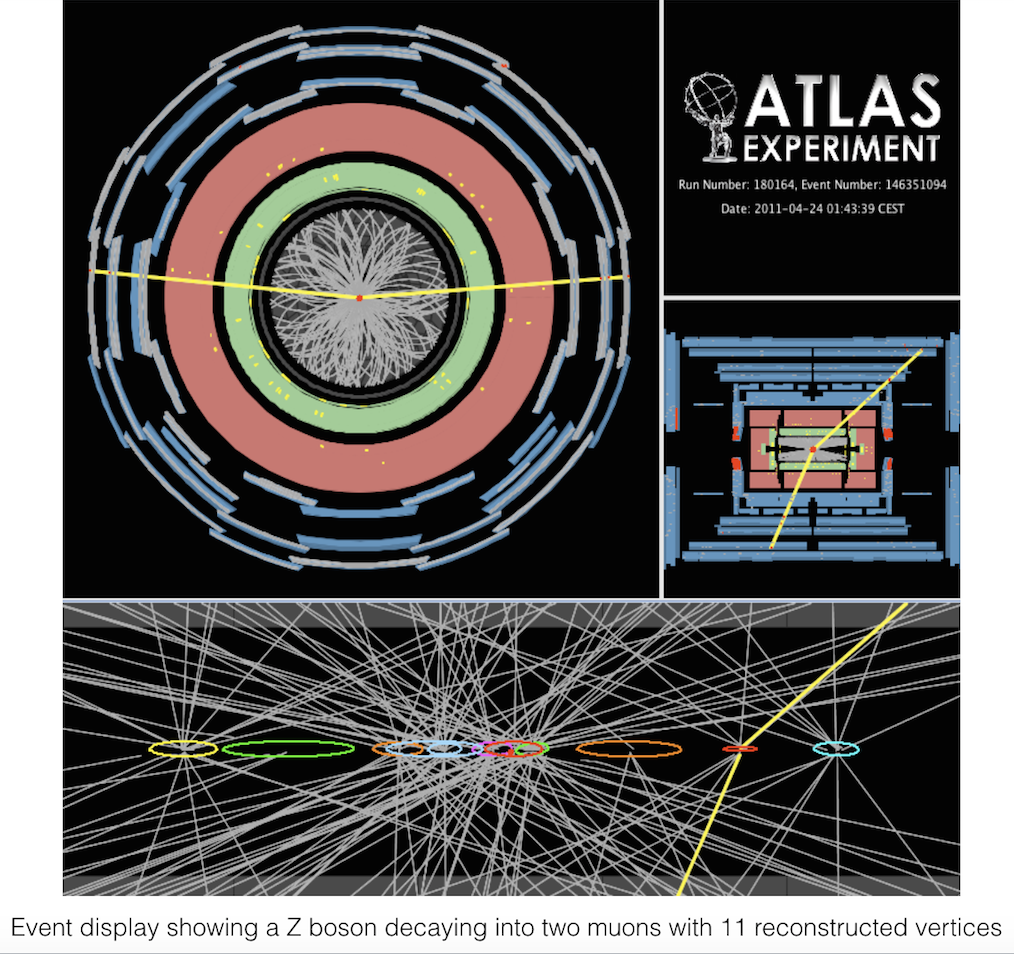 ATLAS
EXPERIMENT
Run Number: 180164, Event Number: 146351094
Date: 2011-04-24 01:43:39 CEST
Event display showing a Z boson decaying into two muons with 11 reconstructed vertices